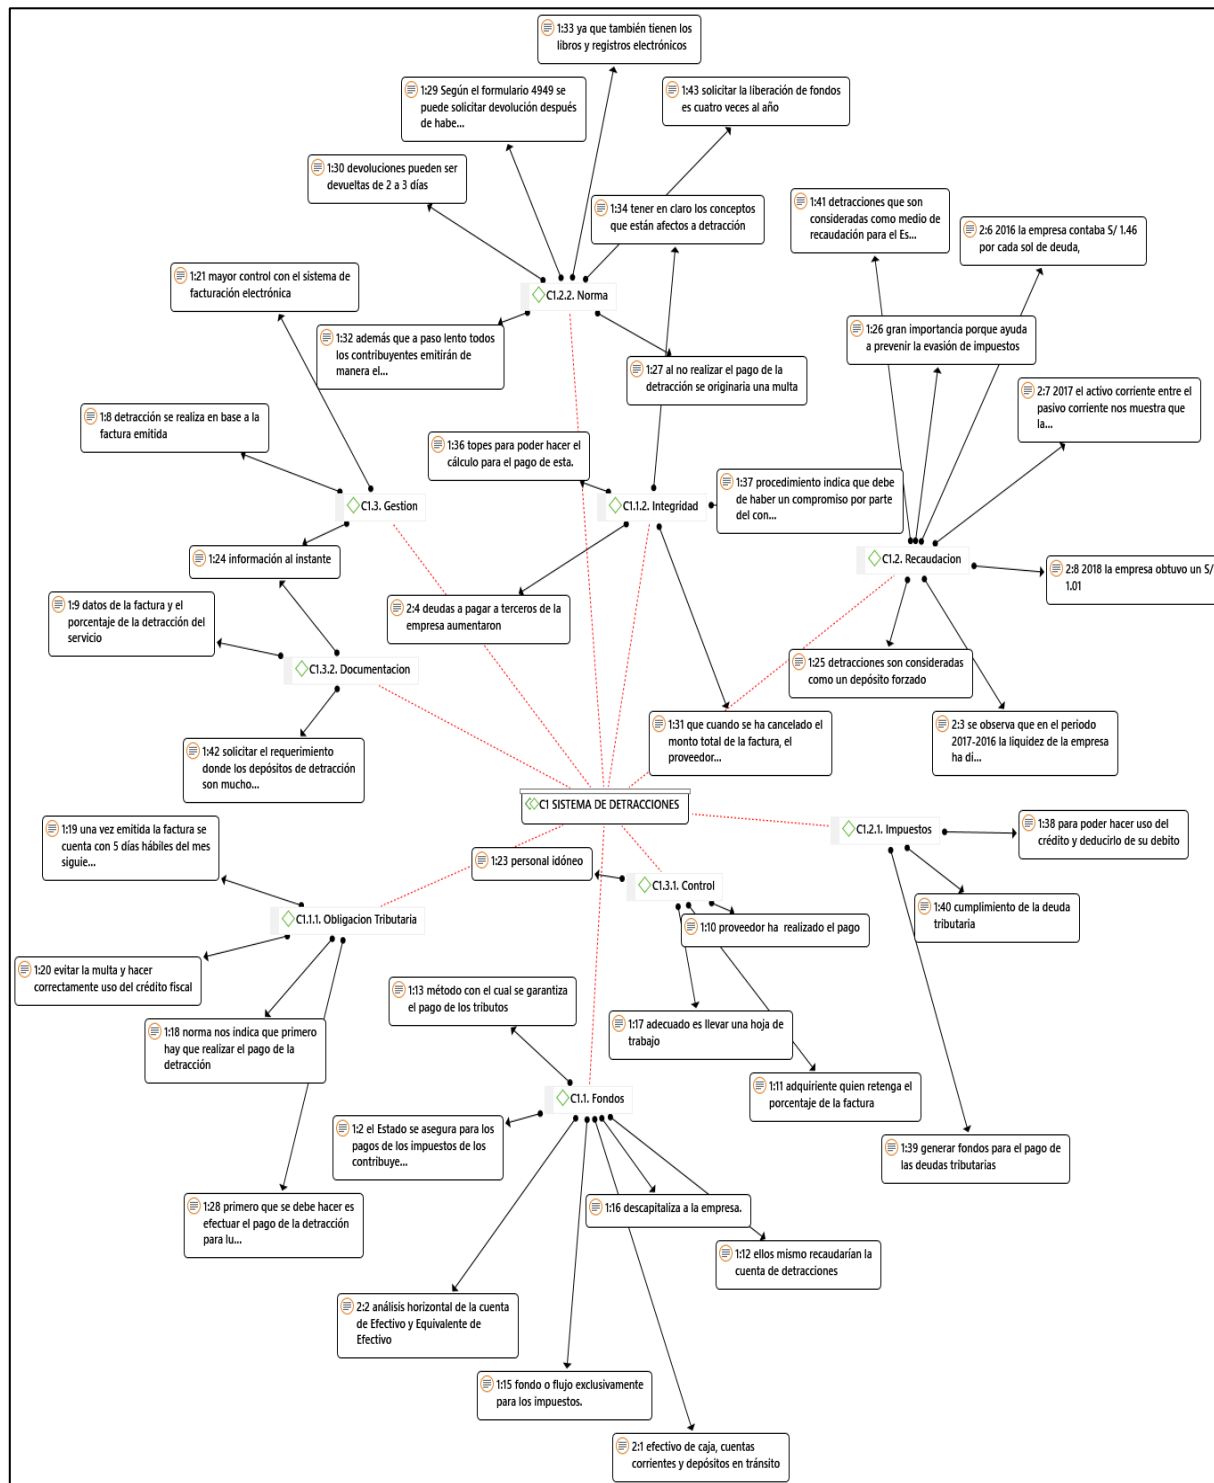 1:33 ya que también tienen los
libros y registros electrónicos
1:29 Según el formulario 4949 se
puede solicitar devolución después
de habe...
1:43 solicitar la liberación de fondos
es cuatro veces al año
1:30 devoluciones pueden ser
devueltas de 2 a 3 días
1:34 tener en claro los conceptos
que están afectos a detracción
1:41 detracciones que son
consideradas como medio de
recaudación para el Es...
2:6 2016 la empresa contaba S/ 1.46
por cada sol de deuda,
1:21 mayor control con el sistema de
facturación electrónica
C1.2.2. Norma
1:32 además que a paso lento todos
los contribuyentes emitirán de
manera el...
1:26 gran importancia porque ayuda
a prevenir la evasión de impuestos
1:27 al no realizar el pago de la
detracción se originaria una multa
2:7 2017 el activo corriente entre el
pasivo corriente nos muestra que
la...
1:8 detracción se realiza en base a la
factura emitida
1:36 topes para poder hacer el
cálculo para el pago de esta.
1:37 procedimiento indica que debe
de haber un compromiso por parte
del con...
C1.3. Gestion
C1.1.2. Integridad
1:24 información al instante
C1.2. Recaudacion
2:8 2018 la empresa obtuvo un S/
1.01
1:9 datos de la factura y el
porcentaje de la detracción del
servicio
2:4 deudas a pagar a terceros de la
empresa aumentaron
C1.3.2. Documentacion
1:25 detracciones son consideradas
como un depósito forzado
1:31 que cuando se ha cancelado el
monto total de la factura, el
proveedor...
2:3 se observa que en el periodo
2017-2016 la liquidez de la empresa
ha di...
1:42 solicitar el requerimiento
donde los depósitos de detracción
son mucho...
C1 SISTEMA DE DETRACCIONES
1:19 una vez emitida la factura se
cuenta con 5 días hábiles del mes
siguie...
C1.2.1. Impuestos
1:38 para poder hacer uso del
crédito y deducirlo de su debito
1:23 personal idóneo
C1.3.1. Control
1:40 cumplimiento de la deuda
tributaria
C1.1.1. Obligacion Tributaria
1:10 proveedor ha realizado el pago
1:20 evitar la multa y hacer
correctamente uso del crédito fiscal
1:13 método con el cual se garantiza
el pago de los tributos
1:18 norma nos indica que primero
hay que realizar el pago de la
detracción
1:17 adecuado es llevar una hoja de
trabajo
1:11 adquiriente quien retenga el
porcentaje de la factura
C1.1. Fondos
1:2 el Estado se asegura para los
pagos de los impuestos de los
contribuye...
1:39 generar fondos para el pago de
las deudas tributarias
1:28 primero que se debe hacer es
efectuar el pago de la detracción
para lu...
1:16 descapitaliza a la empresa.
1:12 ellos mismo recaudarían la
cuenta de detracciones
2:2 análisis horizontal de la cuenta
de Efectivo y Equivalente de
Efectivo
1:15 fondo o flujo exclusivamente
para los impuestos.
2:1 efectivo de caja, cuentas
corrientes y depósitos en tránsito